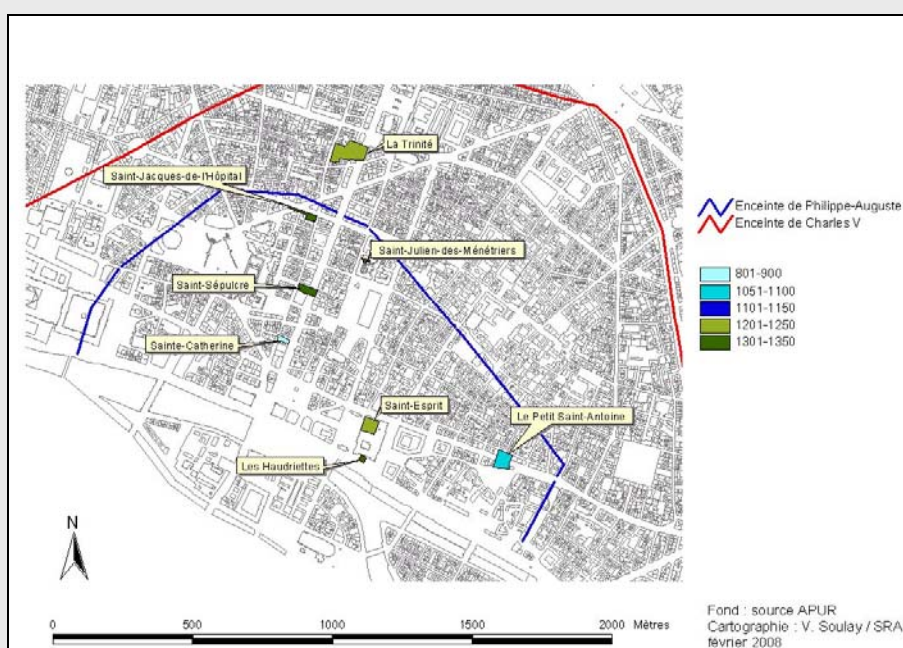 La Trinité
Saint-Jacques-de-l'Hôpital
Saint-Julien-des-Ménétriers
Saint-Sépulcre
Sainte-Catherine
Saint-Esprit
Le Petit Saint-Antoine
Les Haudriettes
Enceinte de Philippe-Auguste
Enceinte de Charles V
801-900
1051-1100
1101-1150
1201-1250
1301-1350
N
0 500 1000 1500 2000 Mètres
Fond : source APUR
Cartographie : V. Soulay / SRA
février 2008